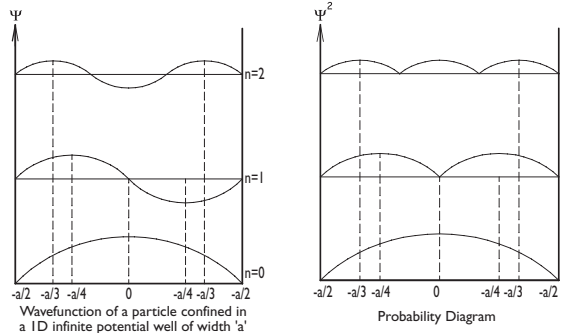 Ψ
Ψ²
n=2
n=1
n=0
-a/2 -a/3 -a/4 0 -a/4 -a/3 -a/2
-a/2 -a/3 -a/4 0 -a/4 -a/3 -a/2
Wavefunction of a particle confined in
a 1D infinite potential well of width 'a'
Probability Diagram